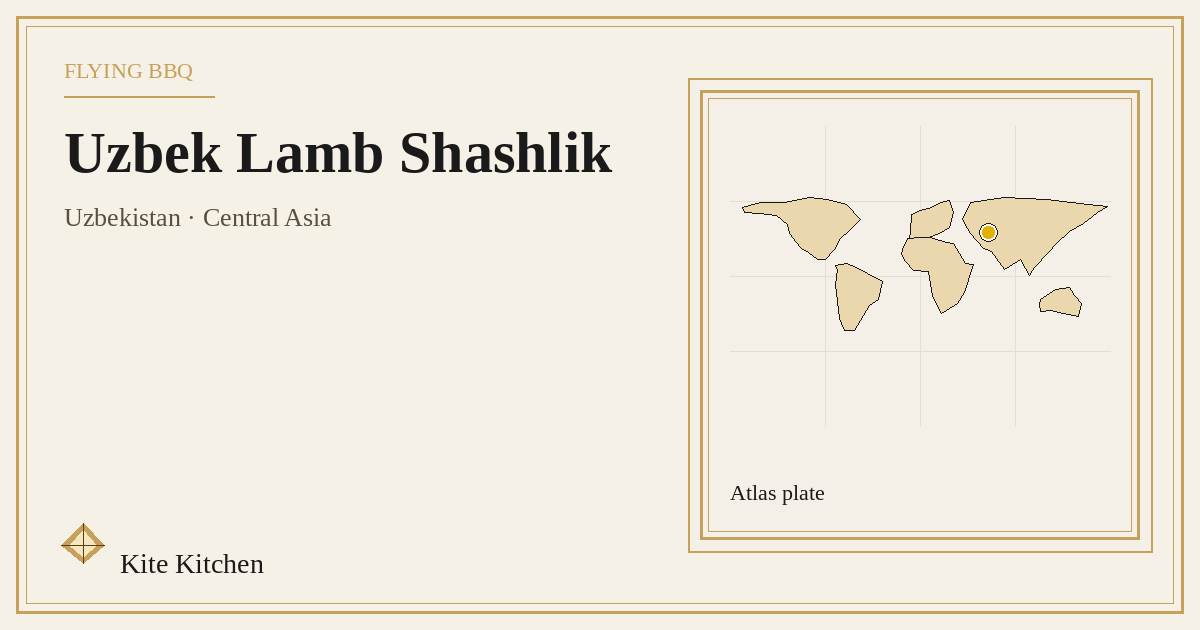 FLYING BBQ
Uzbek Lamb Shashlik
Uzbekistan · Central Asia
Atlas plate
Kite Kitchen